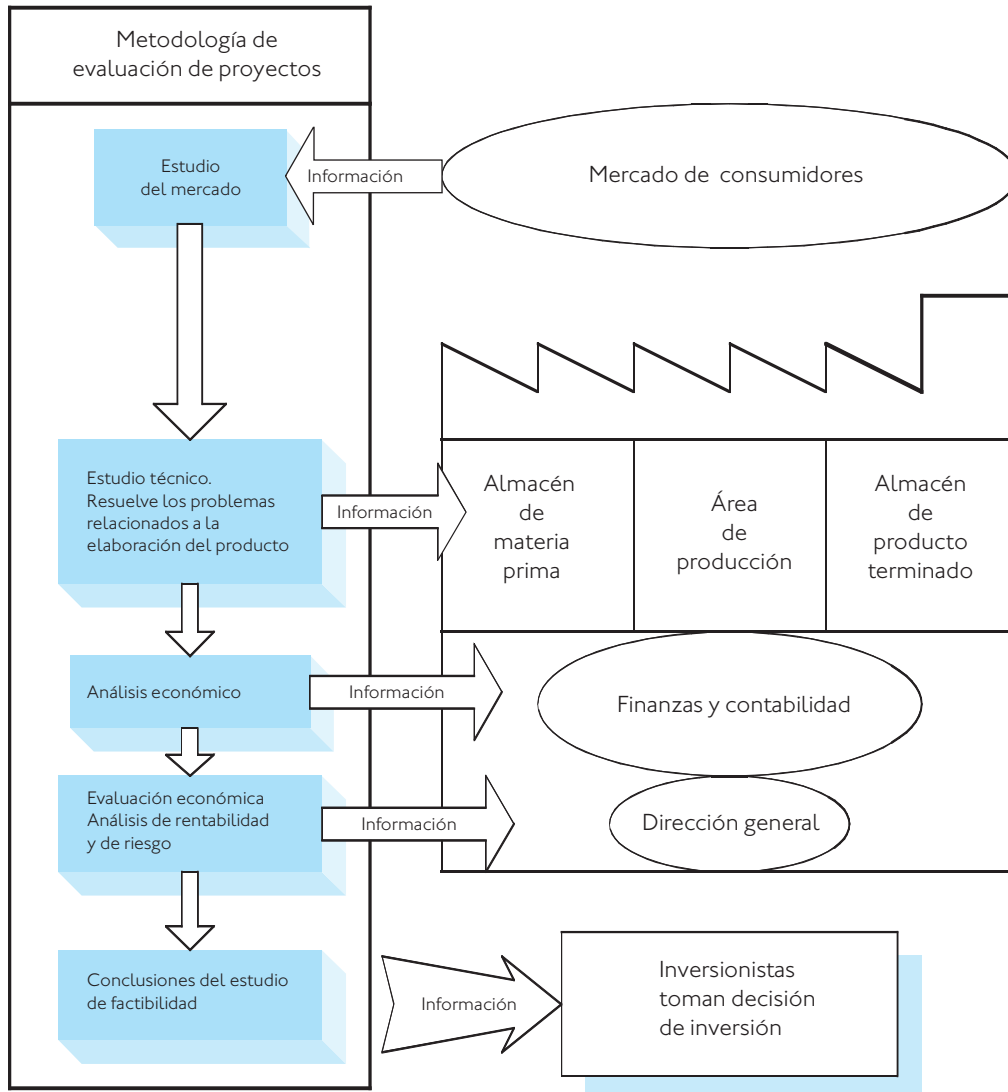 Metodología de
evaluación de proyectos
Estudio
del mercado
Información
Mercado de consumidores
Estudio técnico.
Resuelve los problemas
relacionados a la
elaboración del producto
Información
Almacén
de
materia
prima
Área
de
producción
Almacén
de
producto
terminado
Análisis económico
Información
Finanzas y contabilidad
Evaluación económica
Análisis de rentabilidad
y de riesgo
Información
Dirección general
Conclusiones del estudio
de factibilidad
Información
Inversionistas
toman decisión
de inversión